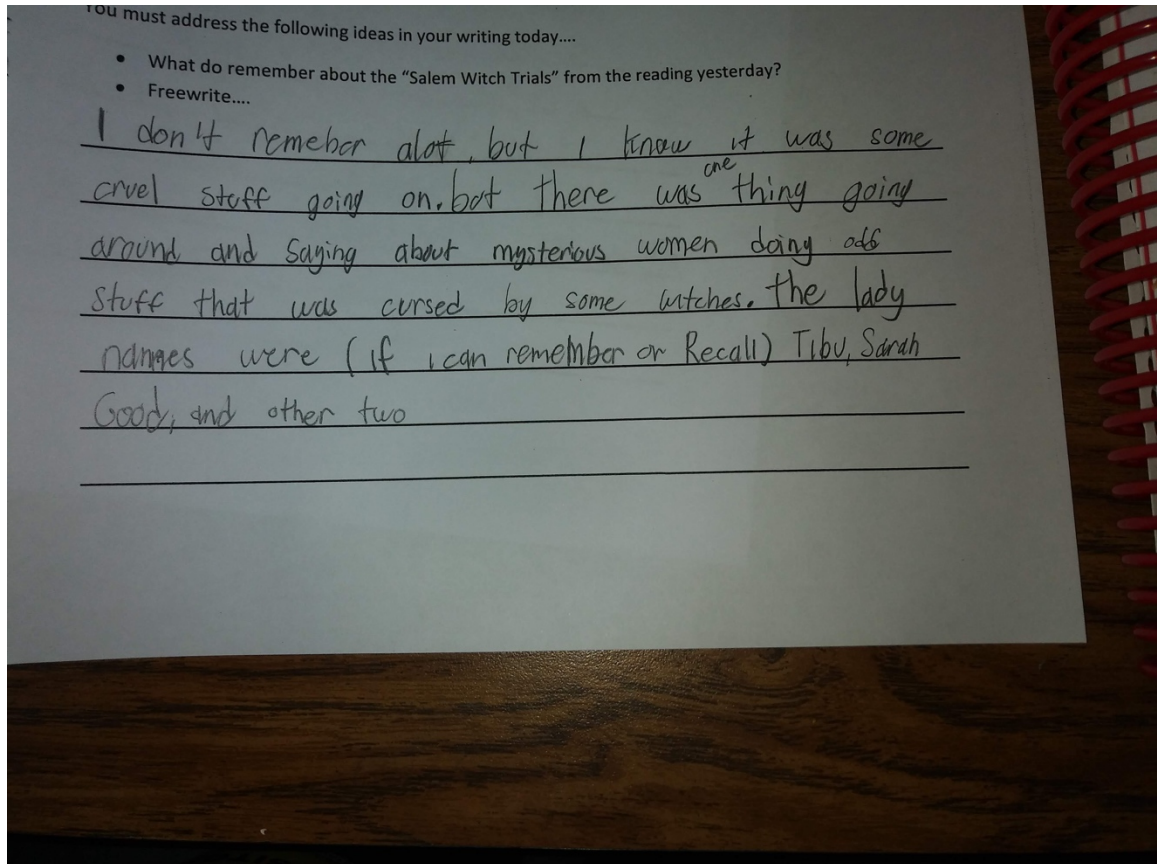 You must address the following ideas in your writing today....
• What do remember about the "Salem Witch Trials" from the reading yesterday?
• Freewrite....
I don't remeber alot, but I know it was some
cruel stuff going on. but there was one thing going
around and saying about mysterious women doing odd
stuff that was cursed by some witches. the lady
names were (if i can remember or Recall) Tibu, Sarah
Good, and other two